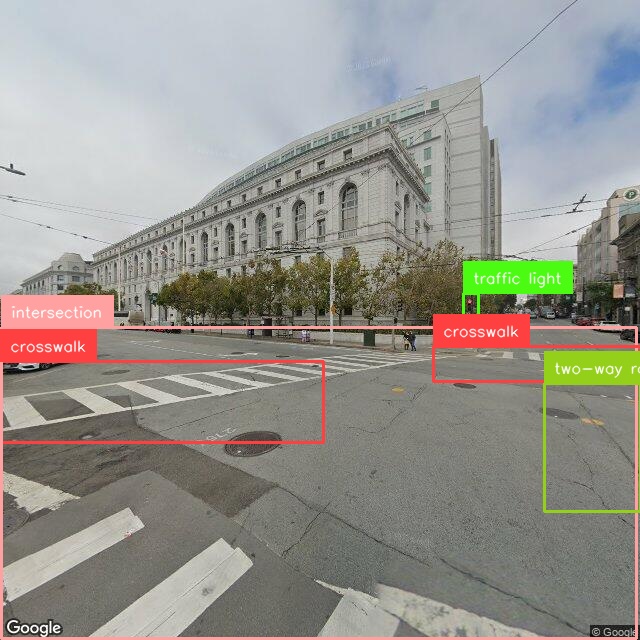 traffic light
intersection
crosswalk
crosswalk
two-way ro
P
Google
© Google